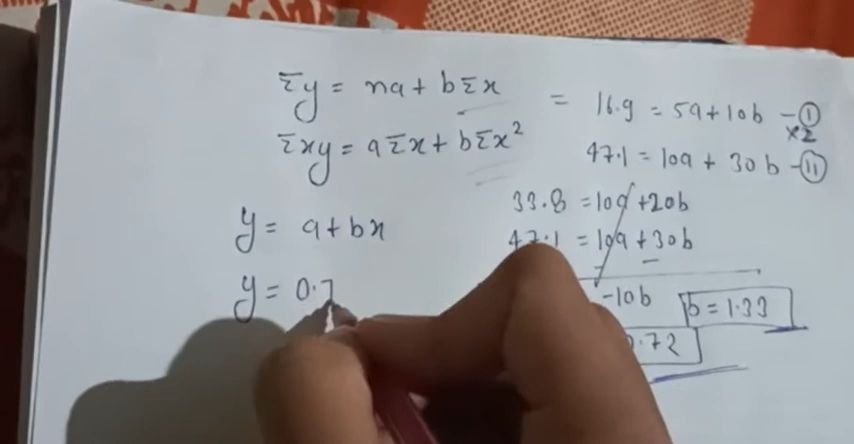 Σy = na + bΣx
Σxy = aΣx + bΣx²
y = a + bx
y = 0.7
= 16.9 = 5a + 10b - ①
×2
47.1 = 10a + 30b - ⑪
33.8 = 10a + 20b
47.1 = 10a + 30b
-
-
-10b
b = 1.33
.72